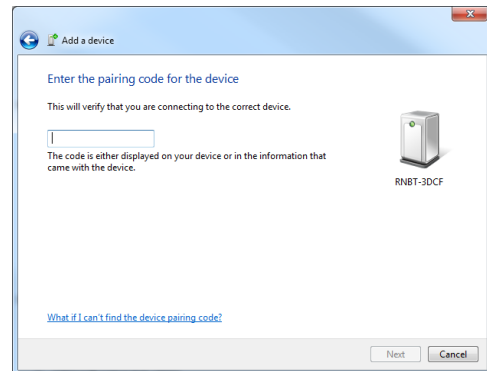 Add a device
Enter the pairing code for the device
This will verify that you are connecting to the correct device.
The code is either displayed on your device or in the information that
came with the device.
RNBT-3DCF
What if I can't find the device pairing code?
Next
Cancel